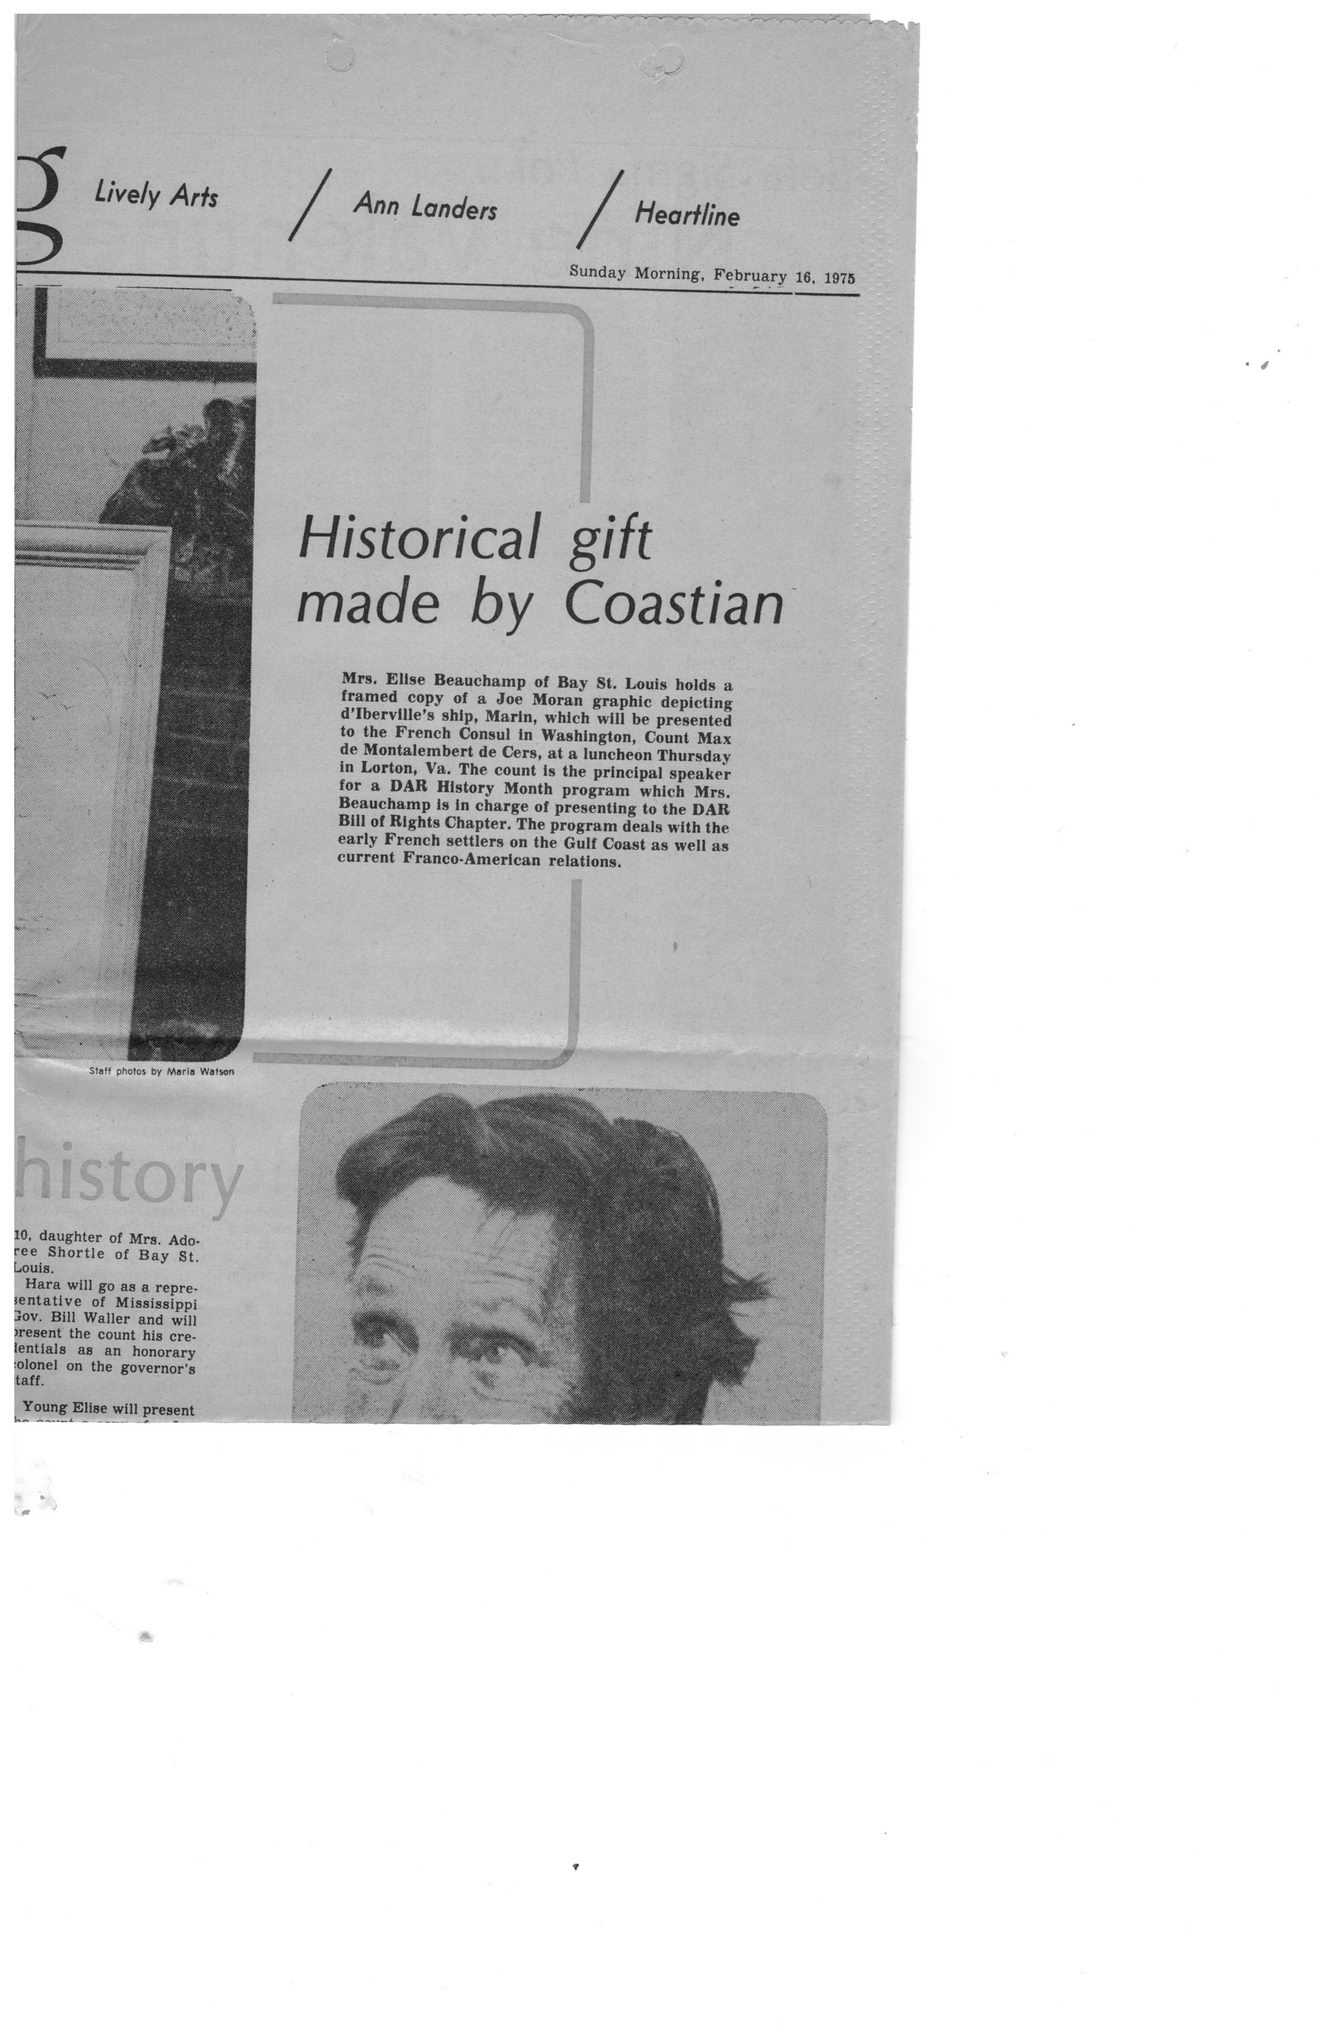 g
Lively Arts / Ann Landers / Heartline
Sunday Morning, February 16, 1975
Historical gift
made by Coastian
Mrs. Elise Beauchamp of Bay St. Louis holds a
framed copy of a Joe Moran graphic depicting
d'Iberville's ship, Marin, which will be presented
to the French Consul in Washington, Count Max
de Montalembert de Cers, at a luncheon Thursday
in Lorton, Va. The count is the principal speaker
for a DAR History Month program which Mrs.
Beauchamp is in charge of presenting to the DAR
Bill of Rights Chapter. The program deals with the
early French settlers on the Gulf Coast as well as
current Franco-American relations.
Staff photos by Maria Watson
history
10, daughter of Mrs. Ado-
ree Shortle of Bay St.
Louis.
Hara will go as a repre-
sentative of Mississippi
Gov. Bill Waller and will
present the count his cre-
dentials as an honorary
colonel on the governor's
staff.
Young Elise will present